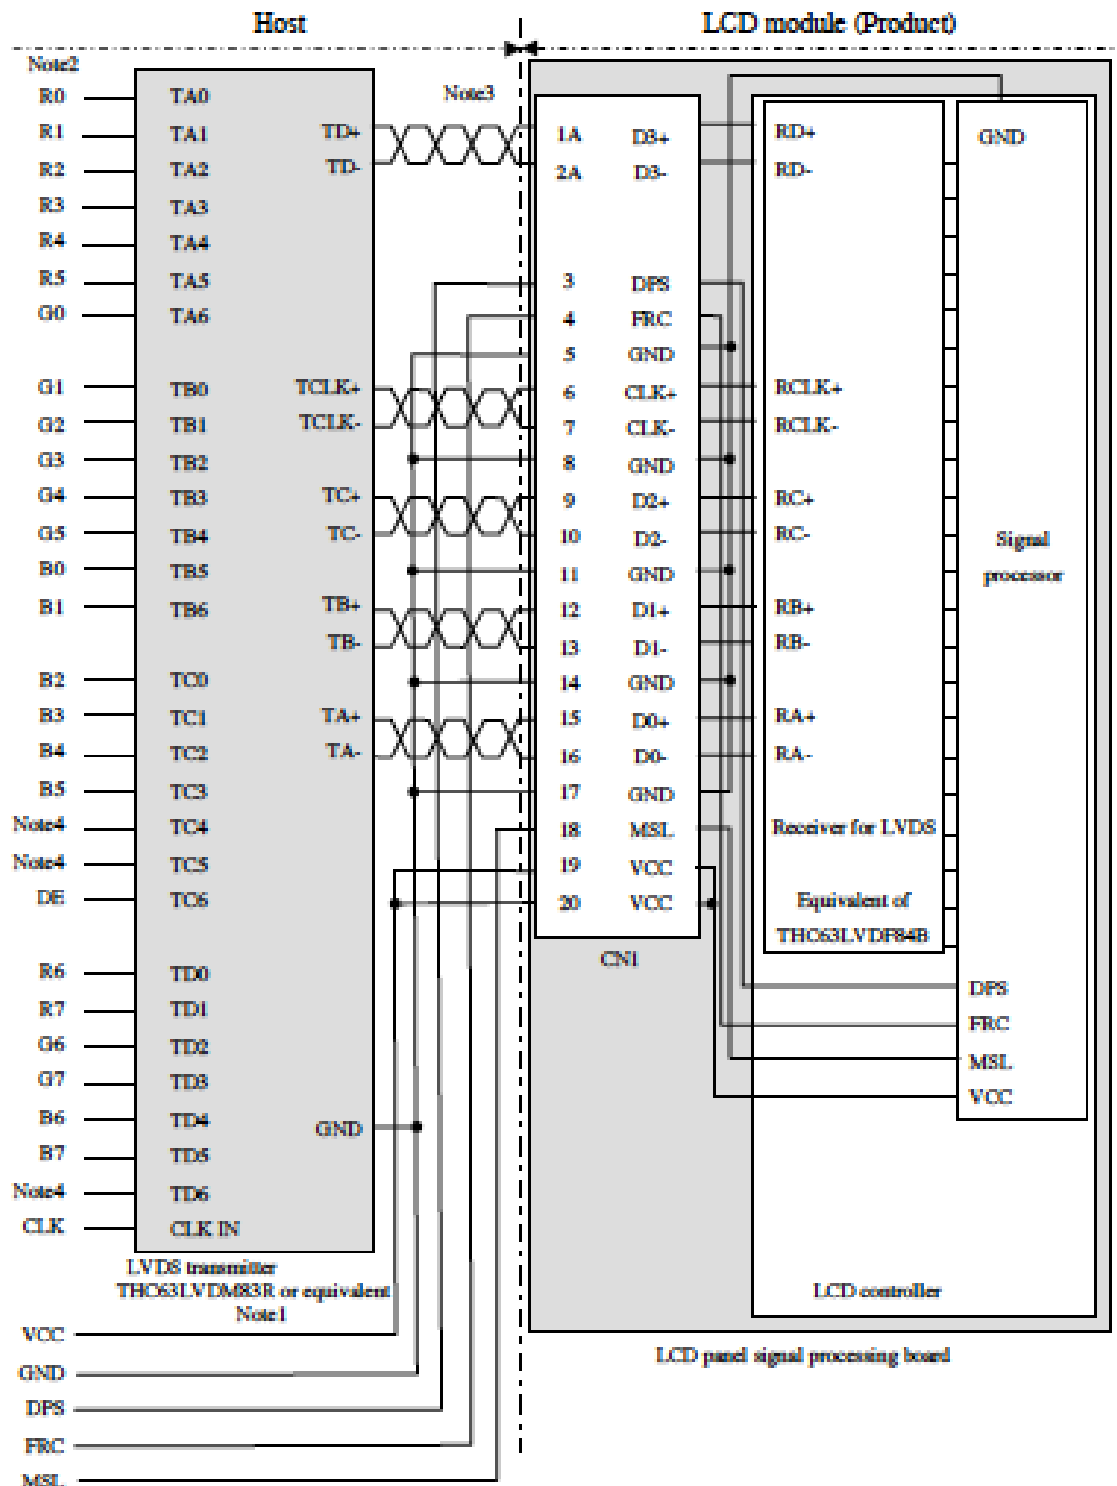 Host
LCD module (Product)
Note2
Note3
R0 TA0
R1 TA1 TD+ 1A D3+ RD+ GND
R2 TA2 TD- 2A D3- RD-
R3 TA3
R4 TA4
R5 TA5 3 DPS
G0 TA6 4 FRC
5 GND
G1 TB0 TCLK+ 6 CLK+ RCLK+
G2 TB1 TCLK- 7 CLK- RCLK-
G3 TB2 8 GND
G4 TB3 TC+ 9 D2+ RC+
G5 TB4 TC- 10 D2- RC-
Signal
processor
B0 TB5 11 GND
B1 TB6 TB+ 12 D1+ RB+
TB- 13 D1- RB-
B2 TC0 14 GND
B3 TC1 TA+ 15 D0+ RA+
B4 TC2 TA- 16 D0- RA-
B5 TC3 17 GND
Note4 TC4 18 MSL Receiver for LVDS
Note4 TC5 19 VCC
DE TC6 20 VCC Equivalent of
THC63LVDF84B
CN1
R6 TD0 DPS
R7 TD1 FRC
G6 TD2 MSL
G7 TD3 VCC
B6 TD4 GND
B7 TD5
Note4 TD6
CLK CLK IN
LVDS transmitter
THC63LVDM83R or equivalent
Note1
LCD controller
VCC
LCD panel signal processing board
GND
DPS
FRC
MSL